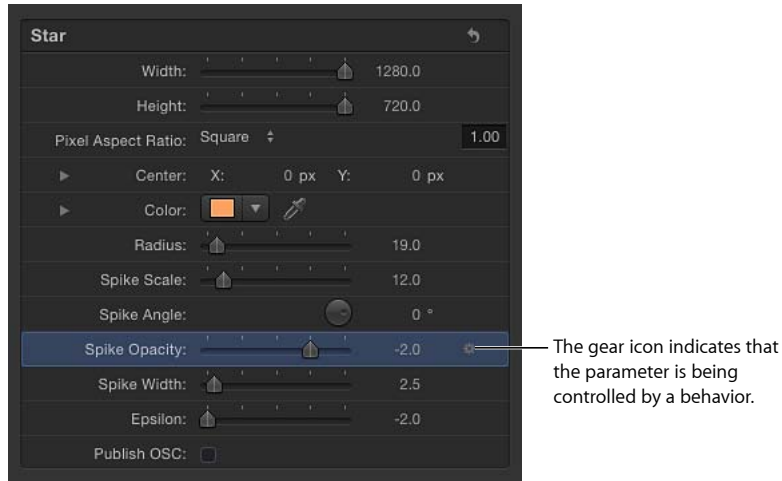 Star
Width: 1280.0
Height: 720.0
Pixel Aspect Ratio: Square 1.00
Center: X: 0 px Y: 0 px
Color:
Radius: 19.0
Spike Scale: 12.0
Spike Angle: 0 °
Spike Opacity: -2.0
Spike Width: 2.5
Epsilon: -2.0
Publish OSC:
The gear icon indicates that
the parameter is being
controlled by a behavior.